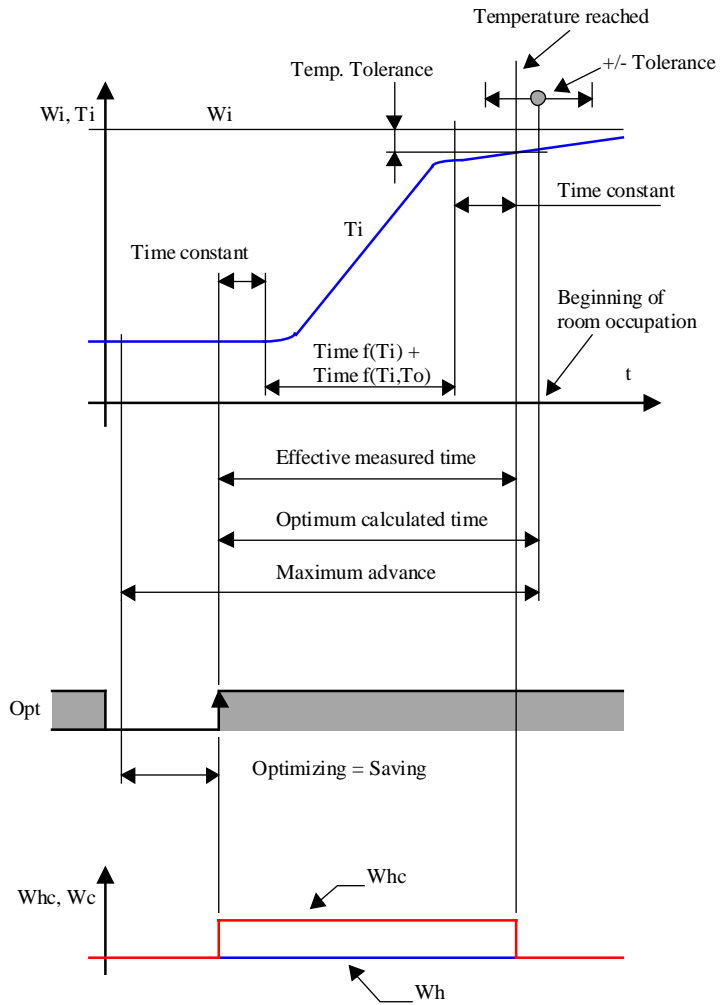 Temperature reached
+/- Tolerance
Temp. Tolerance
Wi, Ti
Wi
Time constant
Ti
Time constant
Beginning of
room occupation
Time f(Ti) +
Time f(Ti,To)
t
Effective measured time
Optimum calculated time
Maximum advance
Opt
Optimizing = Saving
Whc
Whc, Wc
Wh